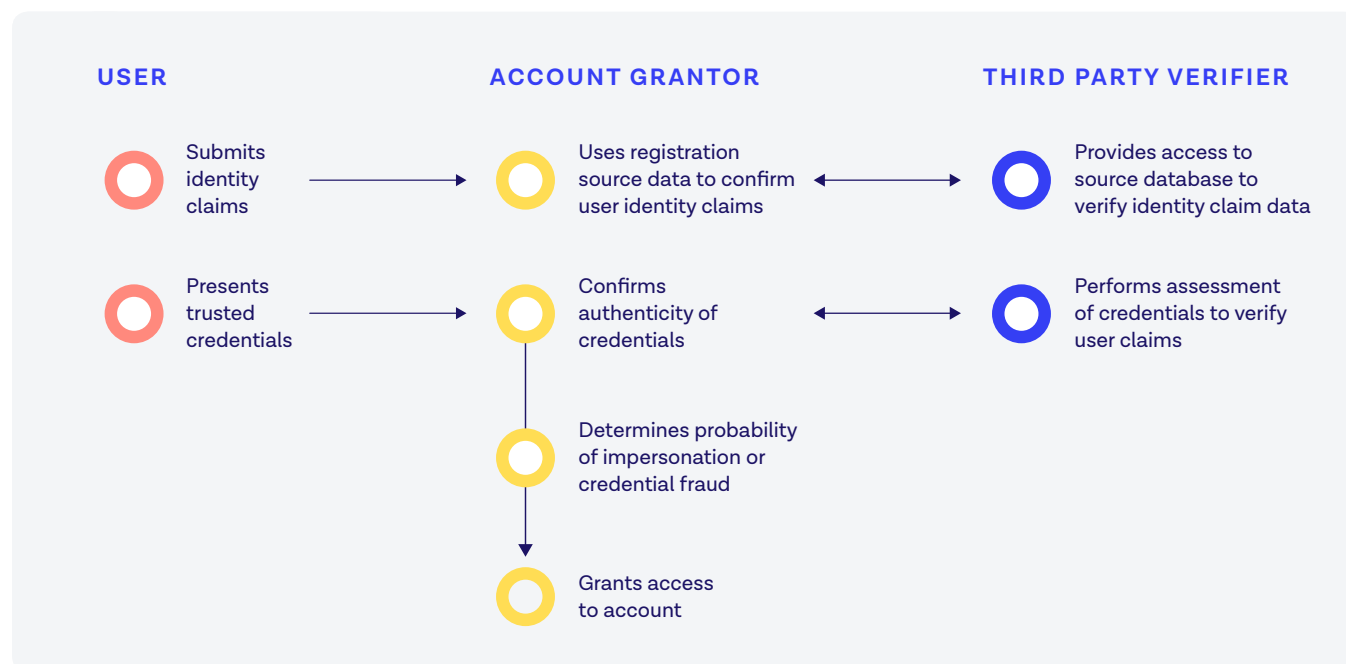 USER
ACCOUNT GRANTOR
THIRD PARTY VERIFIER
Submits
identity
claims
Uses registration
source data to confirm
user identity claims
Provides access to
source database to
verify identity claim data
Presents
trusted
credentials
Confirms
authenticity of
credentials
Performs assessment
of credentials to verify
user claims
Determines probability
of impersonation or
credential fraud
Grants access
to account